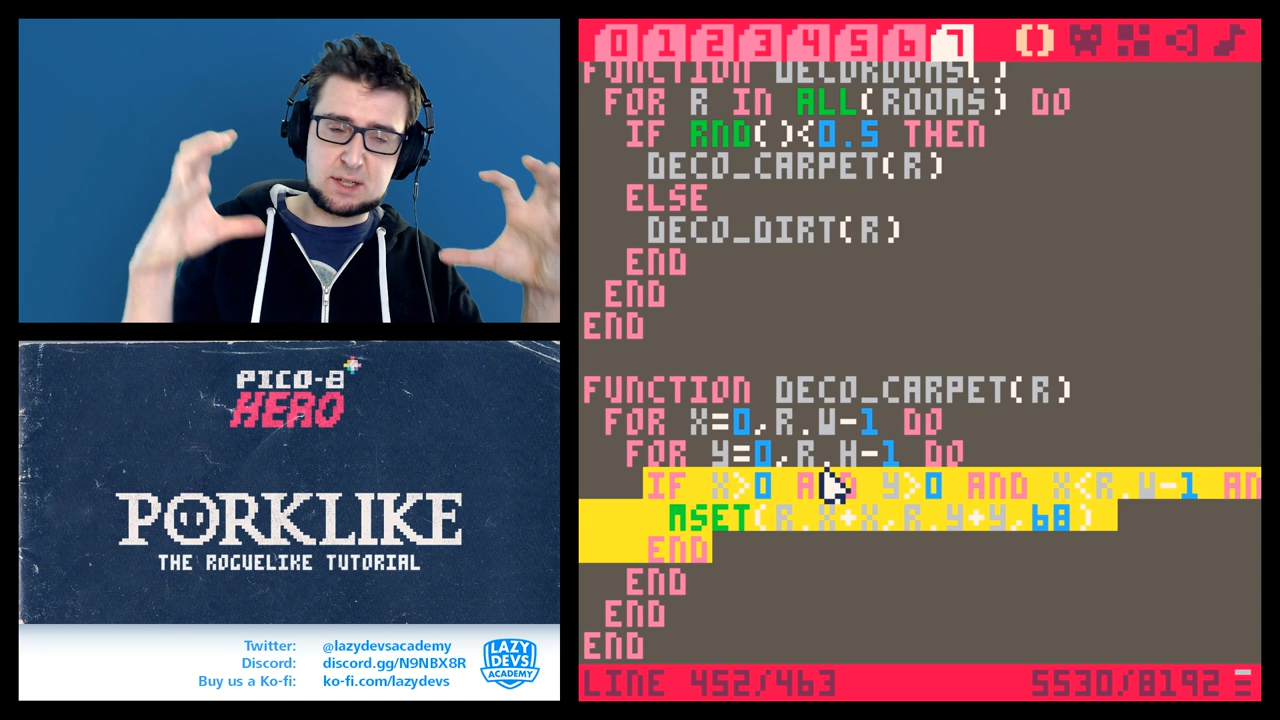 PICO-8
HERO
PORKLIKE
THE ROGUELIKE TUTORIAL
Twitter: @lazydevsacademy
Discord: discord.gg/N9NBX8R
Buy us a Ko-fi: ko-fi.com/lazydevs
LAZY
DEVS
ACADEMY
0 1 2 3 4 5 6 7 ()
FUNCTION DECOROOMS()
FOR R IN ALL(ROOMS) DO
IF RND()<0.5 THEN
DECO_CARPET(R)
ELSE
DECO_DIRT(R)
END
END
END
FUNCTION DECO_CARPET(R)
FOR X=0,R.W-1 DO
FOR Y=0,R.H-1 DO
IF X>0 AND Y>0 AND X<R.W-1 AN
MSET(R.X+X,R.Y+Y,68)
END
END
END
END
LINE 452/463 5530/8192